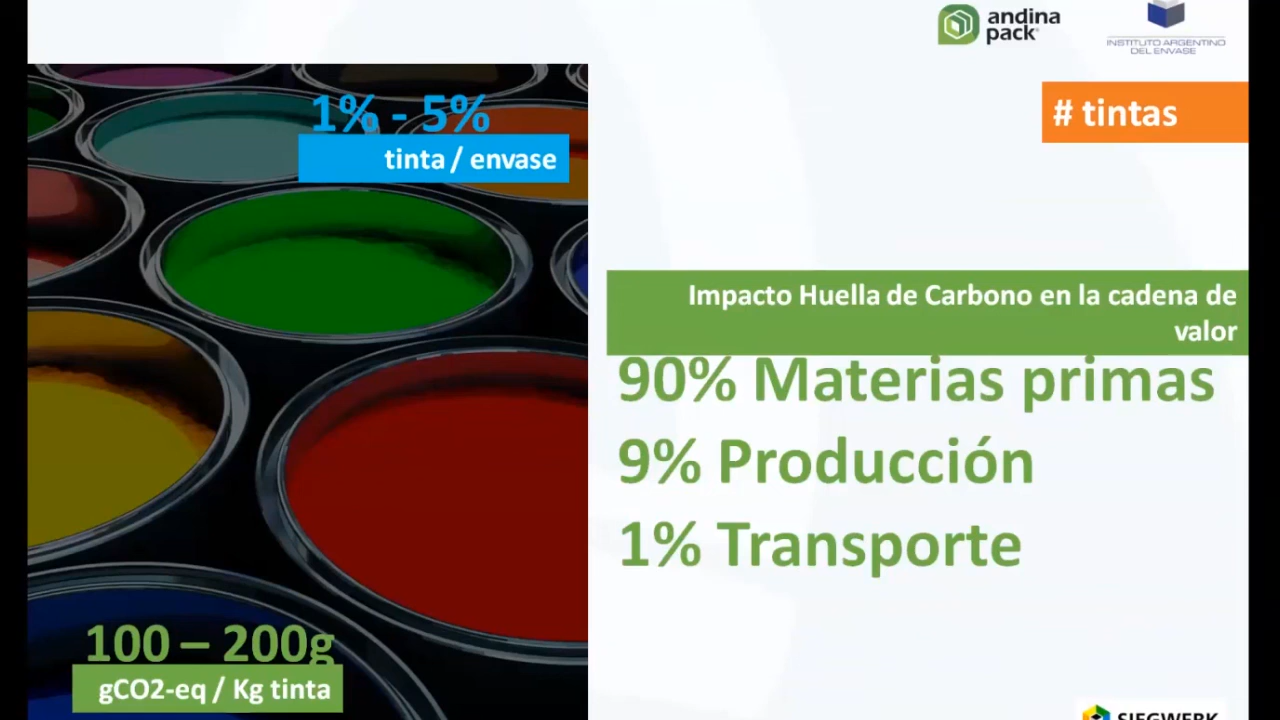 andina
pack
INSTITUTO ARGENTINO
DEL ENVASE
# tintas
1% - 5%
tinta / envase
Impacto Huella de Carbono en la cadena de
valor
90% Materias primas
9% Producción
1% Transporte
100 – 200g
gCO2-eq / Kg tinta
SIEGWERK